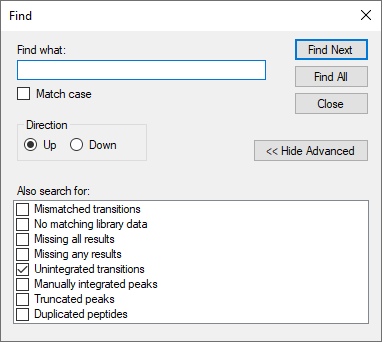 Find
Find what:
Find Next
Find All
Match case
Close
Direction
Up
Down
<< Hide Advanced
Also search for:
Mismatched transitions
No matching library data
Missing all results
Missing any results
Unintegrated transitions
Manually integrated peaks
Truncated peaks
Duplicated peptides